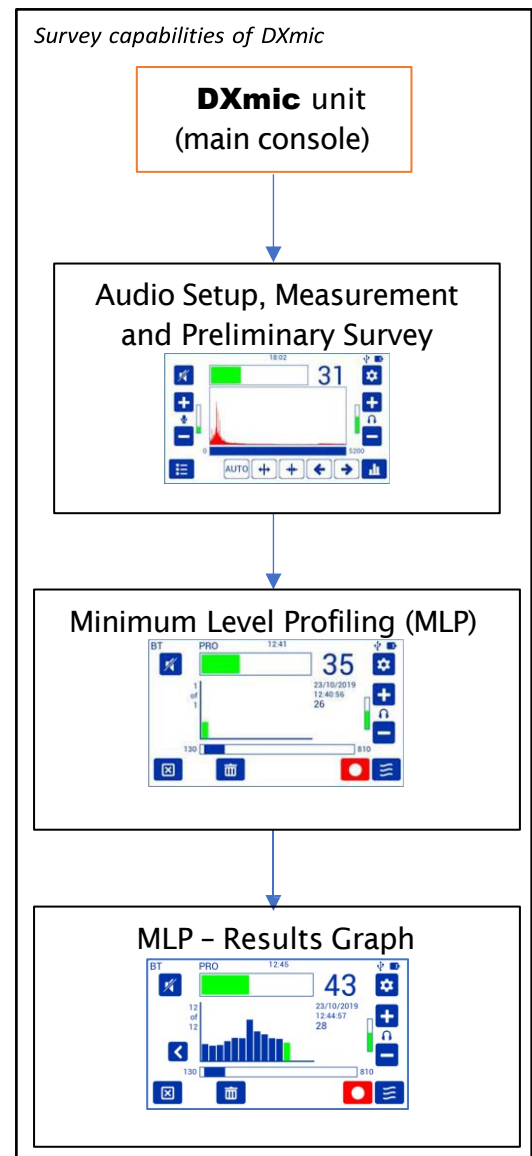 Survey capabilities of DXmic
DXmic unit
(main console)
Audio Setup, Measurement
and Preliminary Survey
18:02
31
0
5200
AUTO
Minimum Level Profiling (MLP)
BT PRO 12:41
35
1
of
1
23/10/2019
12:40:56
26
130
810
MLP – Results Graph
BT PRO 12:45
43
12
of
12
23/10/2019
12:44:57
28
130
810